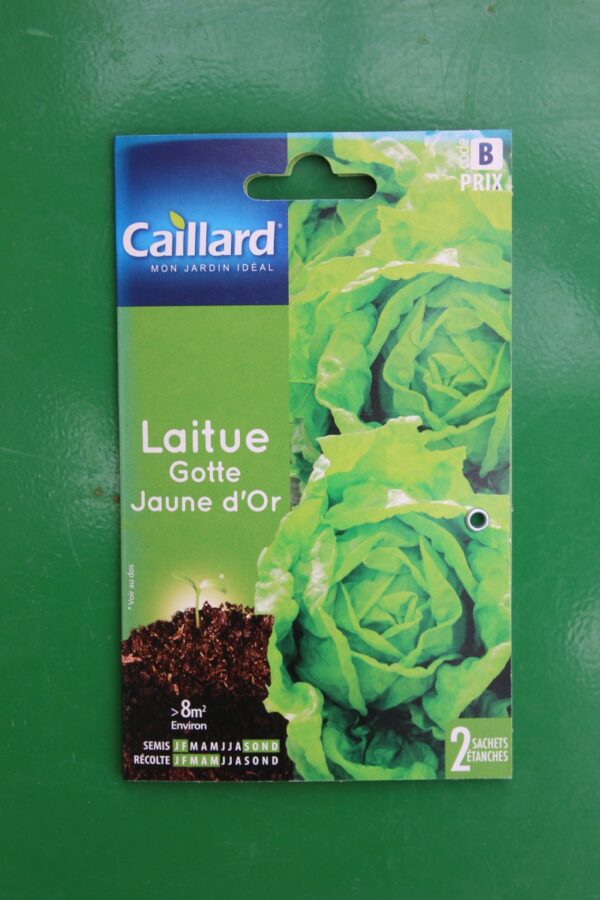 code B
PRIX
Caillard®
MON JARDIN IDÉAL
Laitue
Gotte
Jaune d'Or
*Voir au dos
>8m²
Environ
SEMIS JFMAMJJASOND
RÉCOLTE JFMAMJJASOND
2 SACHETS
ÉTANCHES